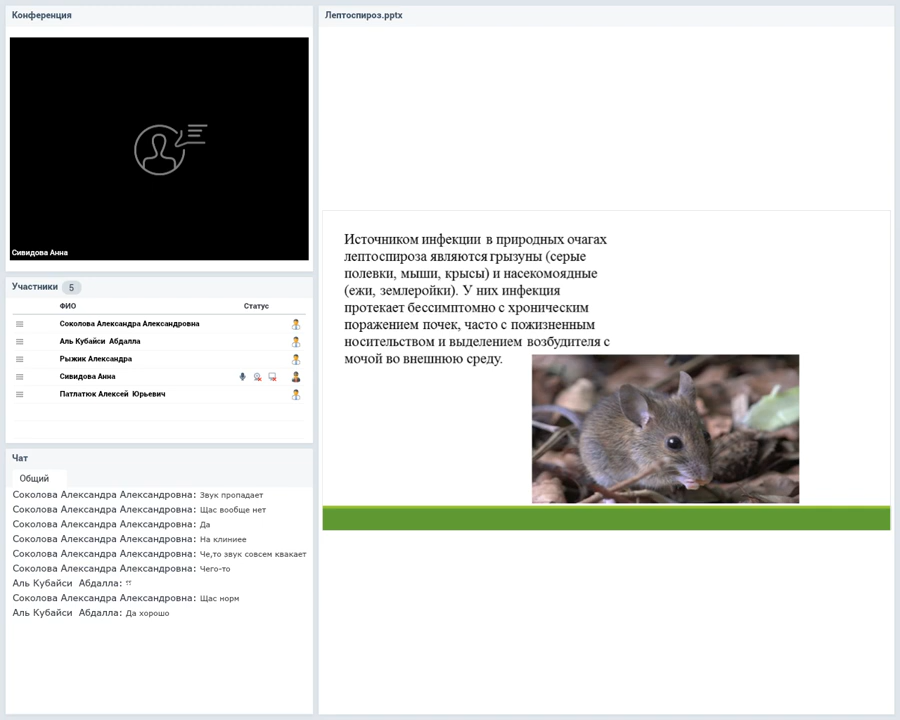 Конференция
Сивидова Анна
Участники 5
ФИО Статус
Соколова Александра Александровна
Аль Кубайси Абдалла
Рыжик Александра
Сивидова Анна
Патлатюк Алексей Юрьевич
Чат
Общий
Соколова Александра Александровна: Звук пропадает
Соколова Александра Александровна: Щас вообще нет
Соколова Александра Александровна: Да
Соколова Александра Александровна: На клиниее
Соколова Александра Александровна: Че,то звук совсем квакает
Соколова Александра Александровна: Чего-то
Аль Кубайси Абдалла:
Соколова Александра Александровна: Щас норм
Аль Кубайси Абдалла: Да хорошо
Лептоспироз.pptx
Источником инфекции в природных очагах
лептоспироза являются грызуны (серые
полевки, мыши, крысы) и насекомоядные
(ежи, землеройки). У них инфекция
протекает бессимптомно с хроническим
поражением почек, часто с пожизненным
носительством и выделением возбудителя с
мочой во внешнюю среду.